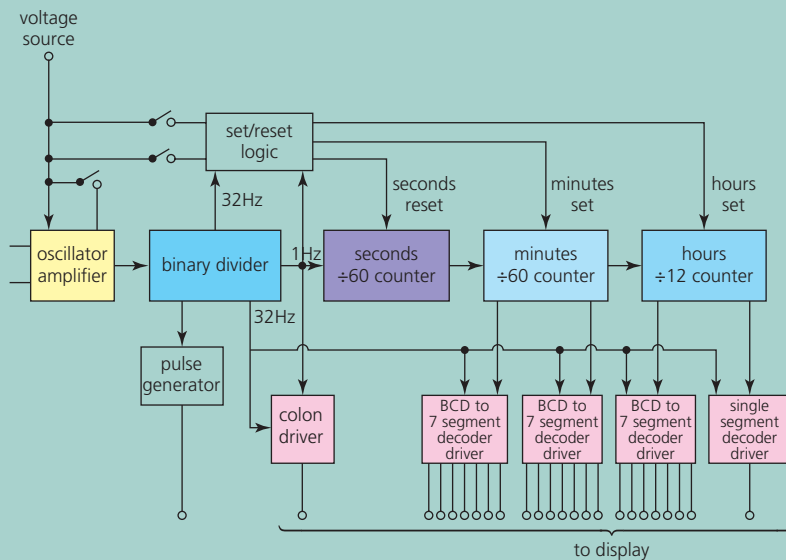 voltage
source
set/reset
logic
32Hz
seconds
reset
minutes
set
hours
set
oscillator
amplifier
binary divider
1Hz
seconds
÷60 counter
minutes
÷60 counter
hours
÷12 counter
32Hz
pulse
generator
colon
driver
BCD to
7 segment
decoder
driver
BCD to
7 segment
decoder
driver
BCD to
7 segment
decoder
driver
single
segment
decoder
driver
to display